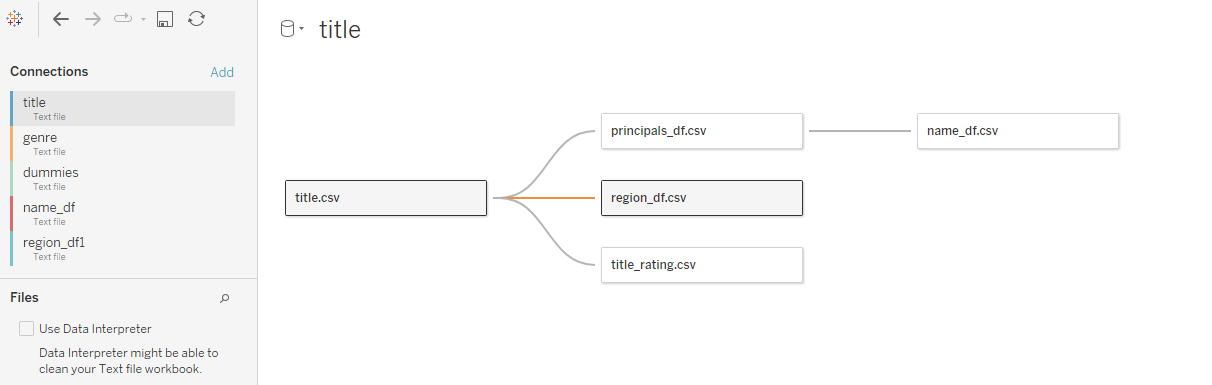 title
Connections Add
title
Text file
genre
Text file
dummies
Text file
name_df
Text file
region_df1
Text file
Files
Use Data Interpreter
Data Interpreter might be able to
clean your Text file workbook.
principals_df.csv
name_df.csv
title.csv
region_df.csv
title_rating.csv